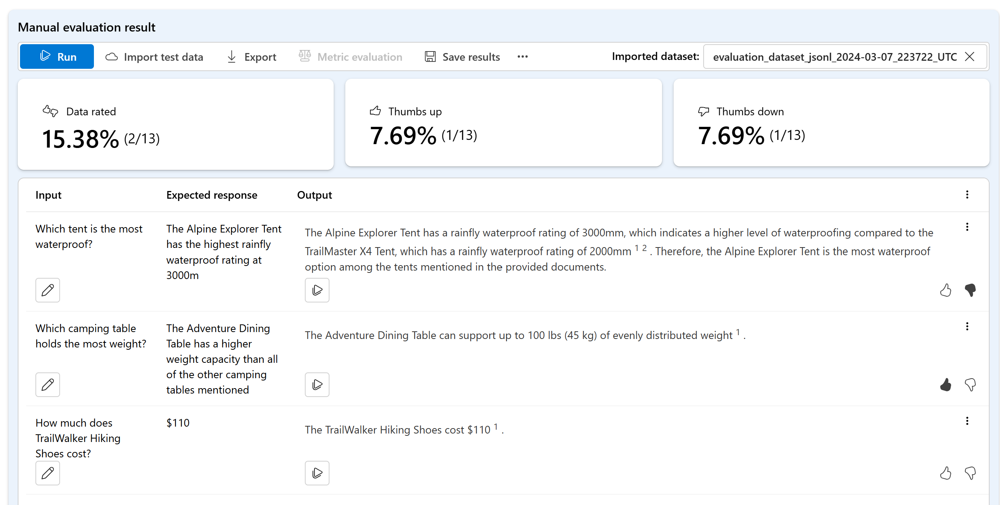 Manual evaluation result
Run Import test data Export Metric evaluation Save results ··· Imported dataset: evaluation_dataset_jsonl_2024-03-07_223722_UTC
Data rated
15.38% (2/13)
Thumbs up
7.69% (1/13)
Thumbs down
7.69% (1/13)
Input Expected response Output
Which tent is the most
waterproof?
The Alpine Explorer Tent
has the highest rainfly
waterproof rating at
3000m
The Alpine Explorer Tent has a rainfly waterproof rating of 3000mm, which indicates a higher level of waterproofing compared to the
TrailMaster X4 Tent, which has a rainfly waterproof rating of 2000mm 1 2 . Therefore, the Alpine Explorer Tent is the most waterproof
option among the tents mentioned in the provided documents.
Which camping table
holds the most weight?
The Adventure Dining
Table has a higher
weight capacity than all
of the other camping
tables mentioned
The Adventure Dining Table can support up to 100 lbs (45 kg) of evenly distributed weight 1 .
How much does
TrailWalker Hiking
Shoes cost?
$110
The TrailWalker Hiking Shoes cost $110 1 .